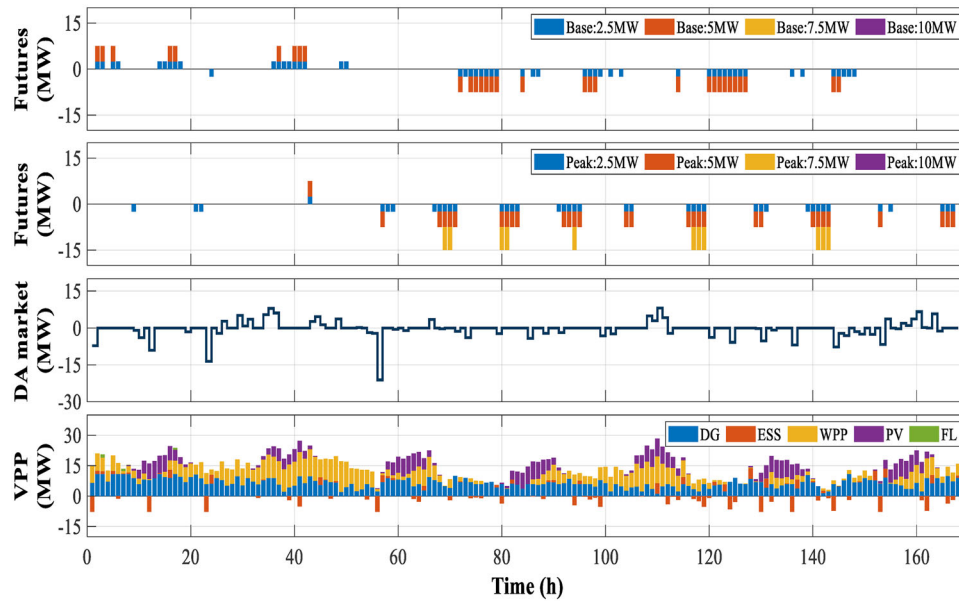 Futures
(MW)
15
0
-15
Base:2.5MW Base:5MW Base:7.5MW Base:10MW
Futures
(MW)
15
0
-15
Peak:2.5MW Peak:5MW Peak:7.5MW Peak:10MW
DA market
(MW)
15
0
-15
-30
VPP
(MW)
30
15
0
-15
DG ESS WPP PV FL
0 20 40 60 80 100 120 140 160
Time (h)